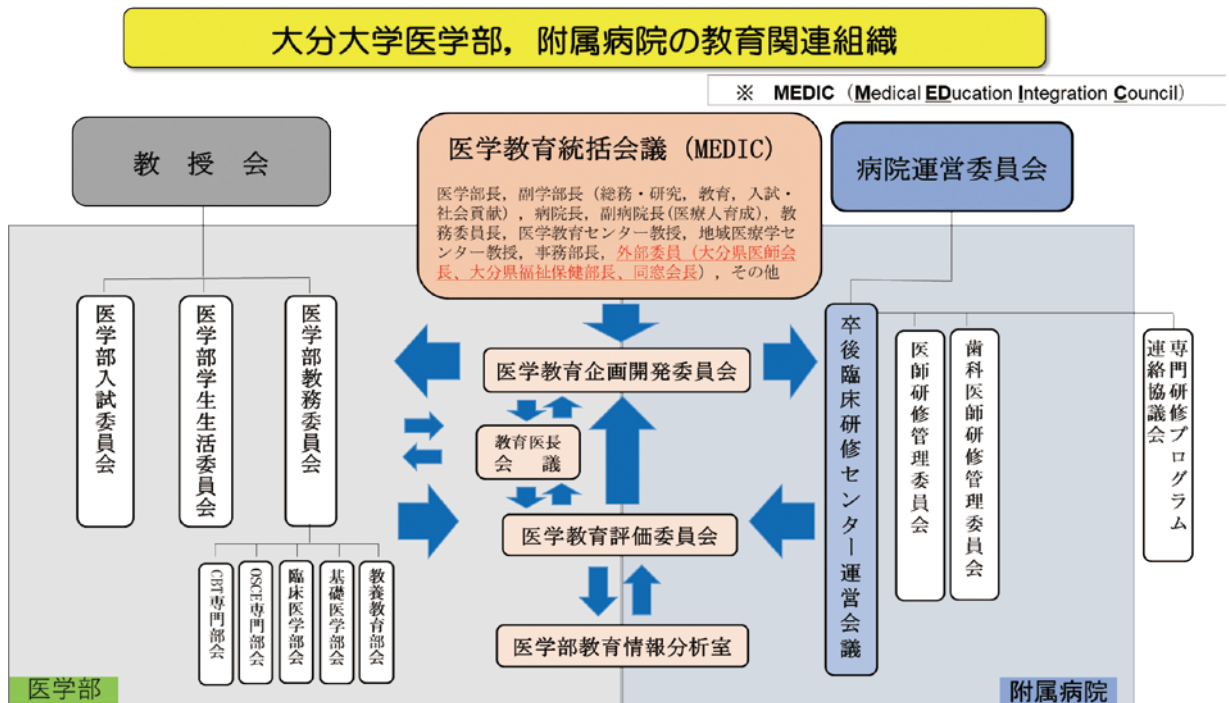 大分大学医学部，附属病院の教育関連組織
※ MEDIC （Medical EDucation Integration Council）
教 授 会
医学教育統括会議（MEDIC）
医学部長，副学部長（総務・研究，教育，入試・
社会貢献），病院長，副病院長(医療人育成)，教
務委員長，医学教育センター教授，地域医療学セ
ンター教授，事務部長，外部委員（大分県医師会
長、大分県福祉保健部長、同窓会長），その他
病院運営委員会
医学部入試委員会
医学部学生生活委員会
医学部教務委員会
CBT専門部会
OSCE専門部会
臨床医学部会
基礎医学部会
教養教育部会
医学教育企画開発委員会
教育医長
会 議
医学教育評価委員会
医学部教育情報分析室
卒後臨床研修センター運営会議
医師研修管理委員会
歯科医師研修管理委員会
専門研修プログラム
連絡協議会
医学部
附属病院